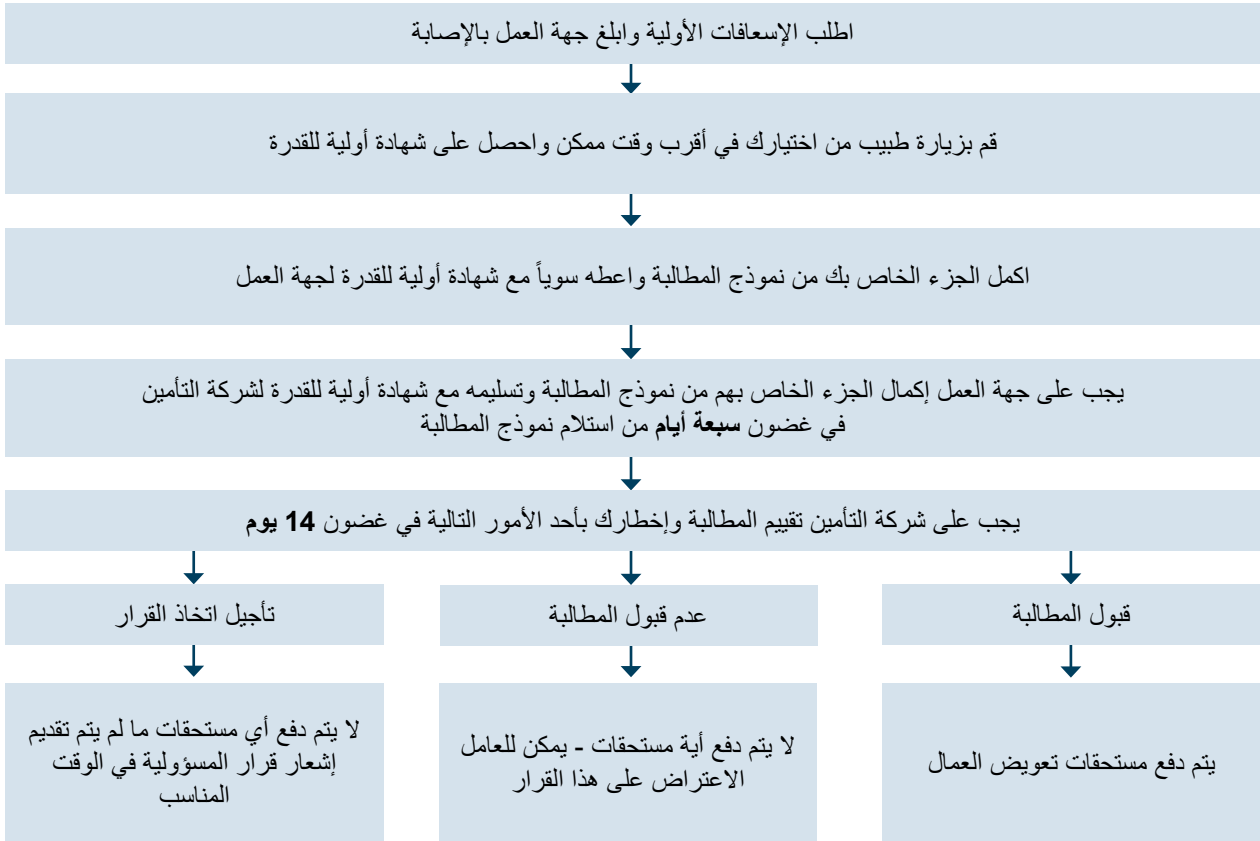 اطلب الإسعافات الأولية وابلغ جهة العمل بالإصابة
قم بزيارة طبيب من اختيارك في أقرب وقت ممكن واحصل على شهادة أولية للقدرة
اكمل الجزء الخاص بك من نموذج المطالبة واعطه سوياً مع شهادة أولية للقدرة لجهة العمل
يجب على جهة العمل إكمال الجزء الخاص بهم من نموذج المطالبة وتسليمه مع شهادة أولية للقدرة لشركة التأمين
في غضون سبعة أيام من استلام نموذج المطالبة
يجب على شركة التأمين تقييم المطالبة وإخطارك بأحد الأمور التالية في غضون 14 يوم
قبول المطالبة
عدم قبول المطالبة
تأجيل اتخاذ القرار
يتم دفع مستحقات تعويض العمال
لا يتم دفع أية مستحقات - يمكن للعامل
الاعتراض على هذا القرار
لا يتم دفع أي مستحقات ما لم يتم تقديم
إشعار قرار المسؤولية في الوقت
المناسب